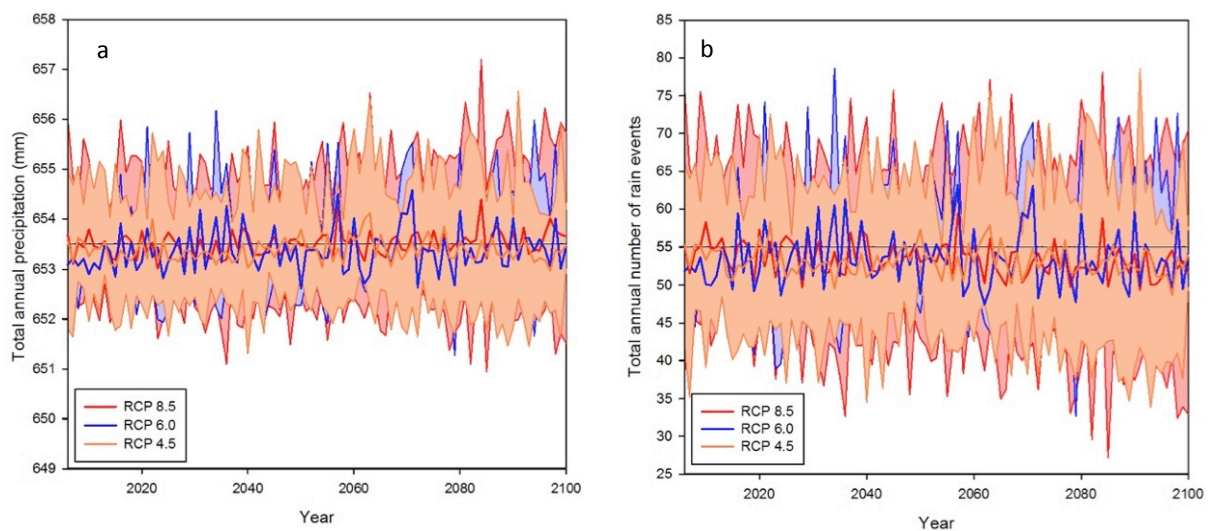 a
Total annual precipitation (mm)
658
657
656
655
654
653
652
651
650
649
RCP 8.5
RCP 6.0
RCP 4.5
2020
2040
2060
2080
2100
Year
b
Total annual number of rain events
85
80
75
70
65
60
55
50
45
40
35
30
25
RCP 8.5
RCP 6.0
RCP 4.5
2020
2040
2060
2080
2100
Year